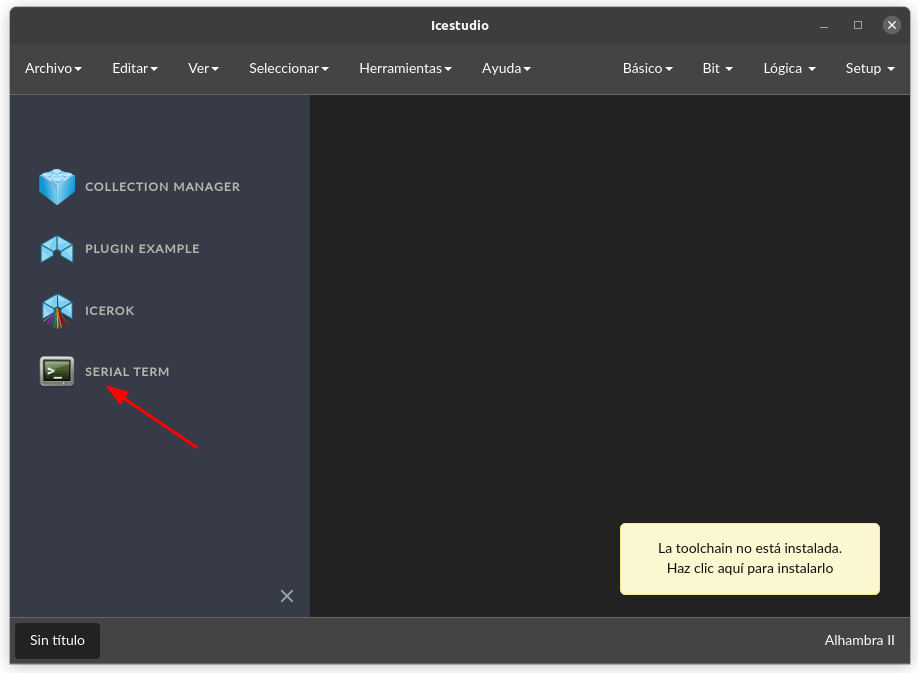 Icestudio
Archivo Editar Ver Seleccionar Herramientas Ayuda Básico Bit Lógica Setup
COLLECTION MANAGER
PLUGIN EXAMPLE
ICEROK
>_
SERIAL TERM
La toolchain no está instalada.
Haz clic aquí para instalarlo
Sin título
Alhambra II